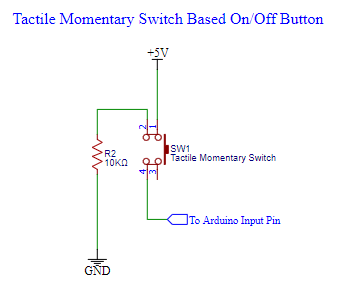 Tactile Momentary Switch Based On/Off Button
+5V
2 1
SW1
Tactile Momentary Switch
R2
10KΩ
4 3
To Arduino Input Pin
GND